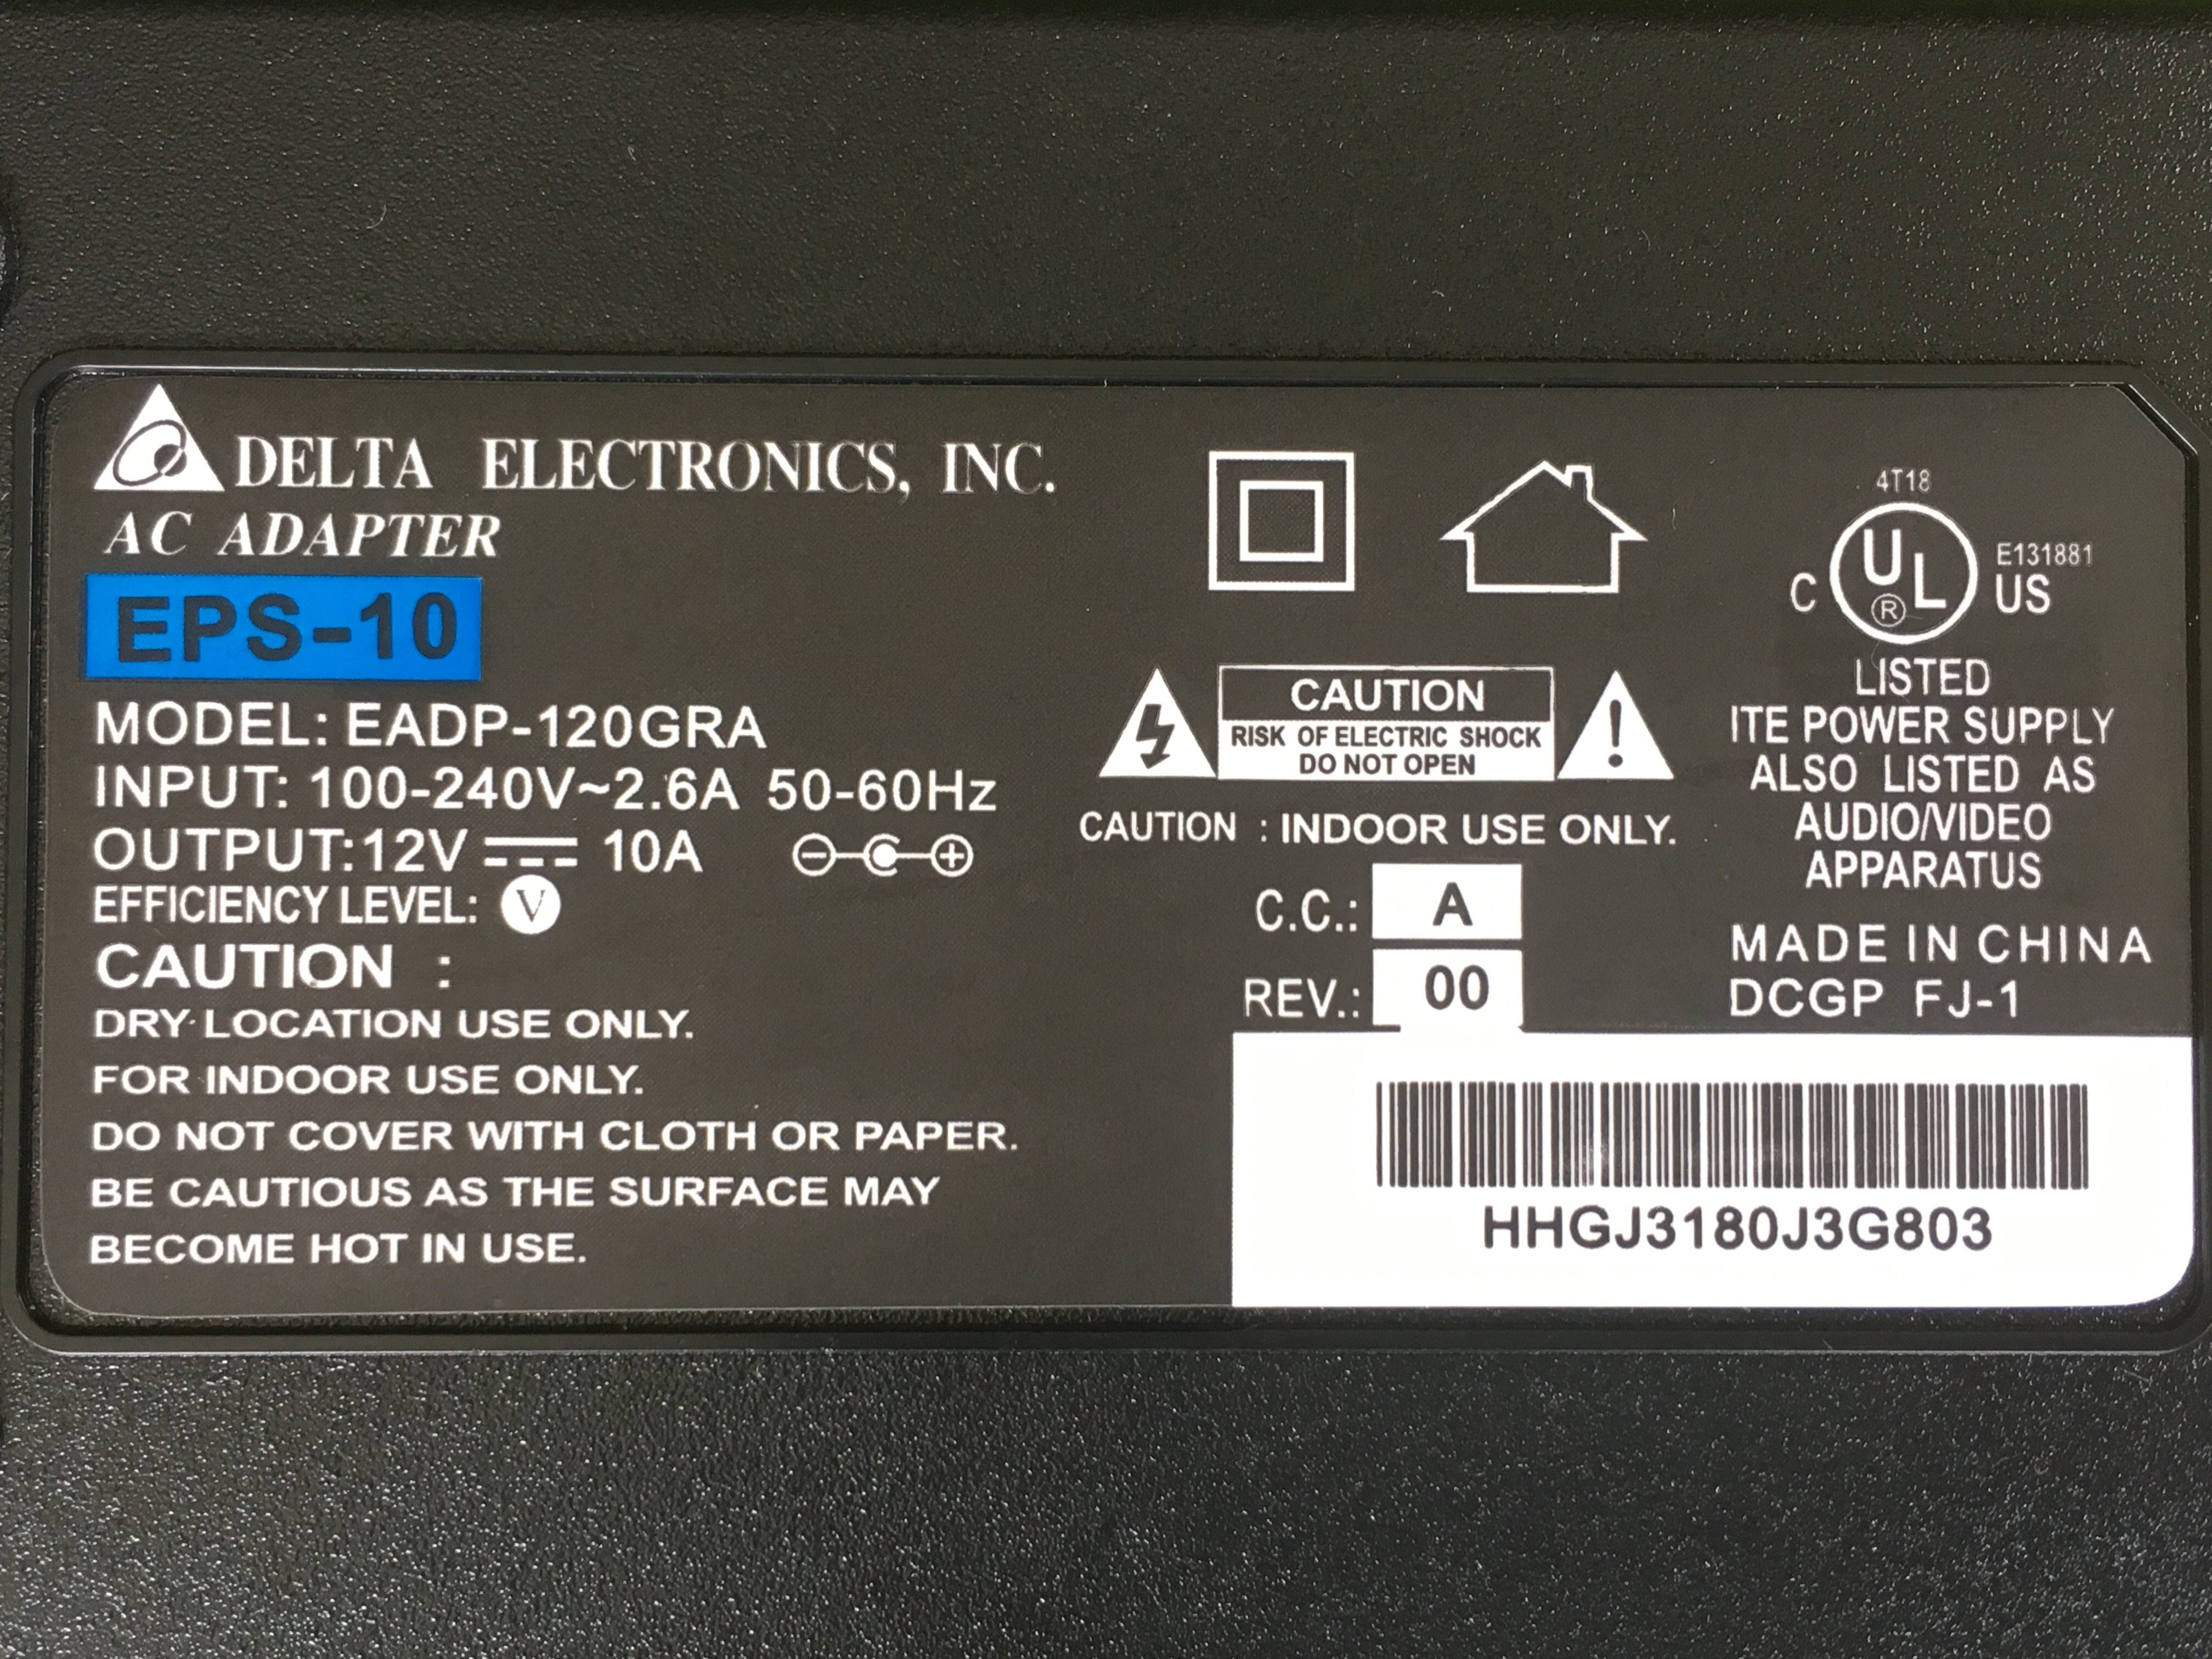 DELTA ELECTRONICS, INC.
AC ADAPTER
EPS-10
MODEL: EADP-120GRA
INPUT: 100-240V~2.6A 50-60Hz
OUTPUT:12V ⎓ 10A
EFFICIENCY LEVEL: V
CAUTION :
DRY LOCATION USE ONLY.
FOR INDOOR USE ONLY.
DO NOT COVER WITH CLOTH OR PAPER.
BE CAUTIOUS AS THE SURFACE MAY
BECOME HOT IN USE.
CAUTION
RISK OF ELECTRIC SHOCK
DO NOT OPEN
CAUTION : INDOOR USE ONLY.
C.C.: A
REV.: 00
4T18
C UL ® US
E131881
LISTED
ITE POWER SUPPLY
ALSO LISTED AS
AUDIO/VIDEO
APPARATUS
MADE IN CHINA
DCGP FJ-1
HHGJ3180J3G803